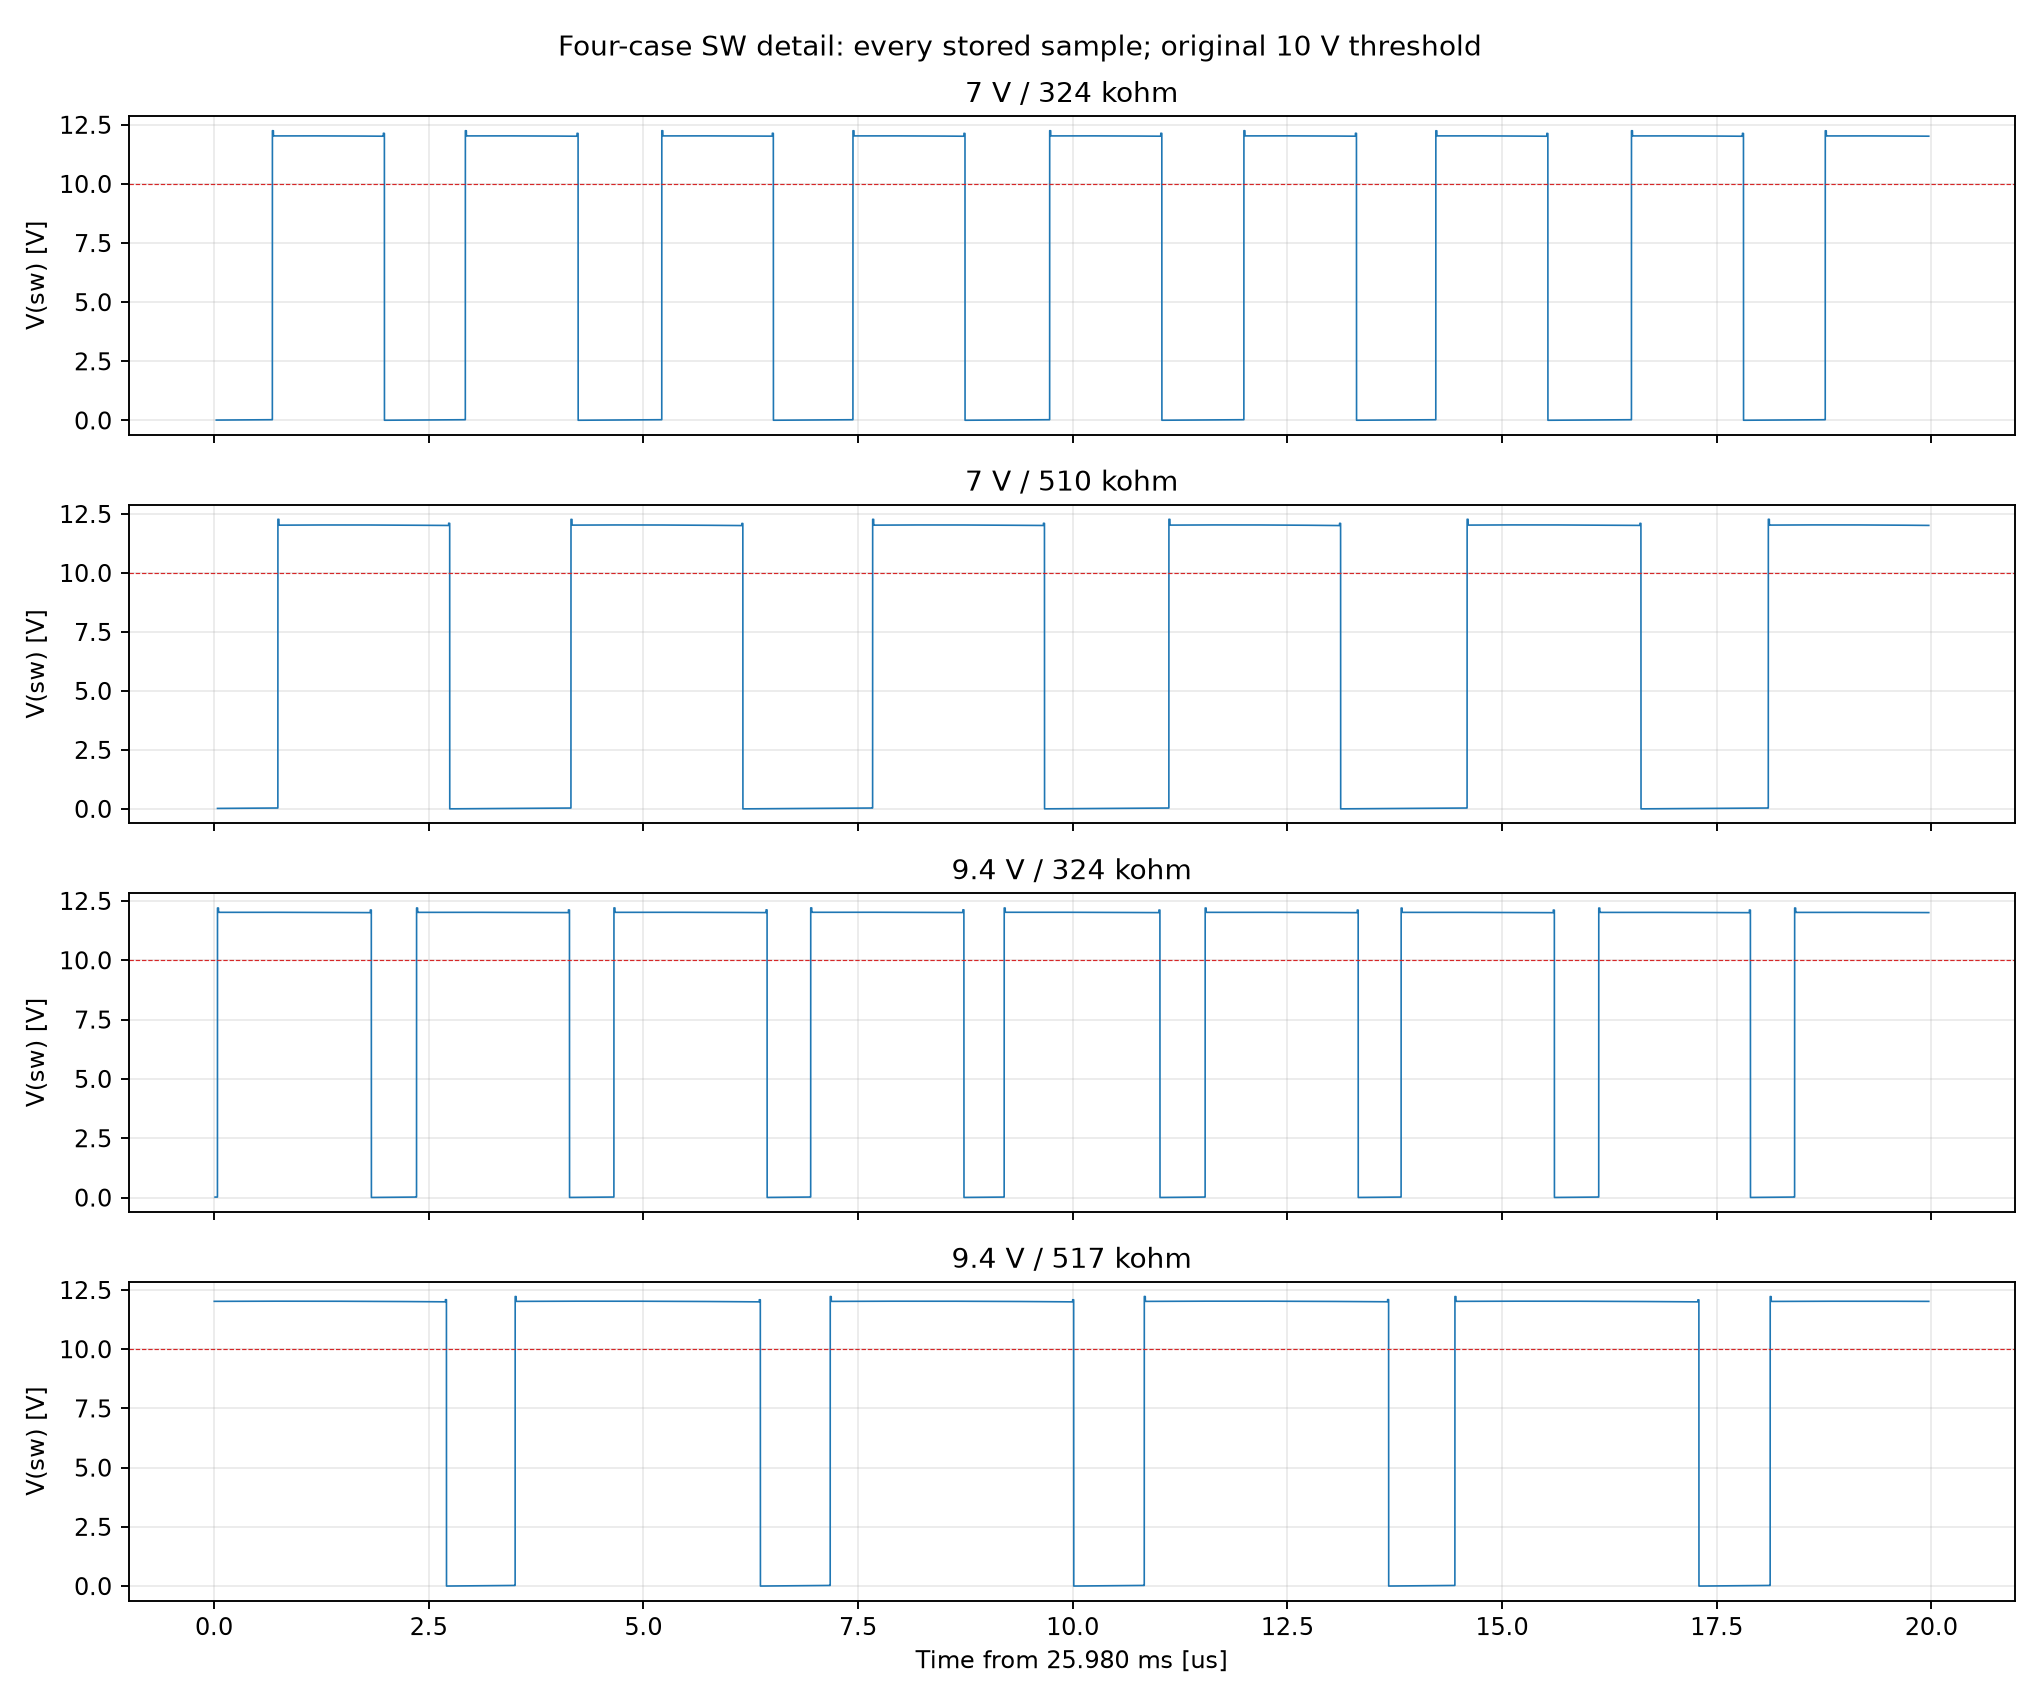 Four-case SW detail: every stored sample; original 10 V threshold
7 V / 324 kohm
12.5
10.0
7.5
5.0
2.5
0.0
V(sw) [V]
7 V / 510 kohm
12.5
10.0
7.5
5.0
2.5
0.0
V(sw) [V]
9.4 V / 324 kohm
12.5
10.0
7.5
5.0
2.5
0.0
V(sw) [V]
9.4 V / 517 kohm
12.5
10.0
7.5
5.0
2.5
0.0
V(sw) [V]
0.0 2.5 5.0 7.5 10.0 12.5 15.0 17.5 20.0
Time from 25.980 ms [us]